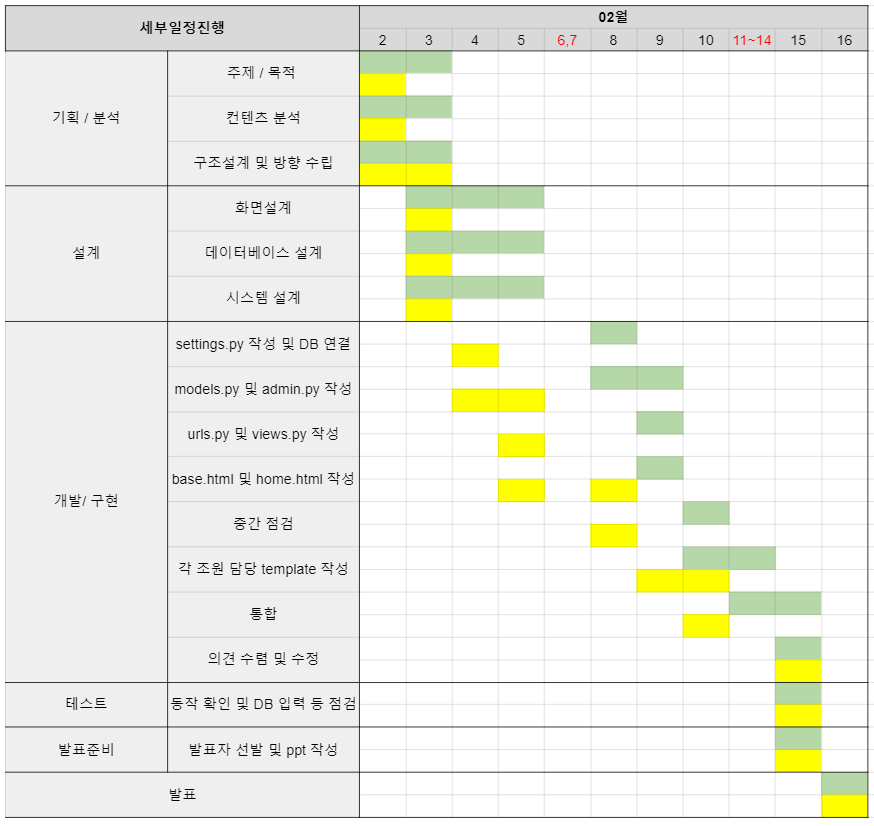 세부일정진행
02월
2 3 4 5 6,7 8 9 10 11~14 15 16
기획 / 분석
주제 / 목적
컨텐츠 분석
구조설계 및 방향 수립
설계
화면설계
데이터베이스 설계
시스템 설계
개발/ 구현
settings.py 작성 및 DB 연결
models.py 및 admin.py 작성
urls.py 및 views.py 작성
base.html 및 home.html 작성
중간 점검
각 조원 담당 template 작성
통합
의견 수렴 및 수정
테스트
동작 확인 및 DB 입력 등 점검
발표준비
발표자 선발 및 ppt 작성
발표